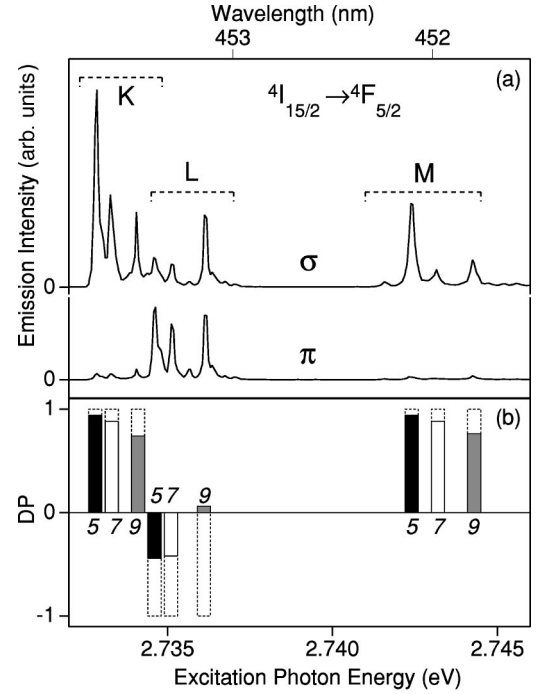 Wavelength (nm)
453 452
(a)
K
⁴I₁₅/₂ →⁴F₅/₂
L
M
Emission Intensity (arb. units)
σ
0
π
0
1
(b)
DP
5 7 9
5 7 9
0
5 7 9
-1
2.735 2.740 2.745
Excitation Photon Energy (eV)